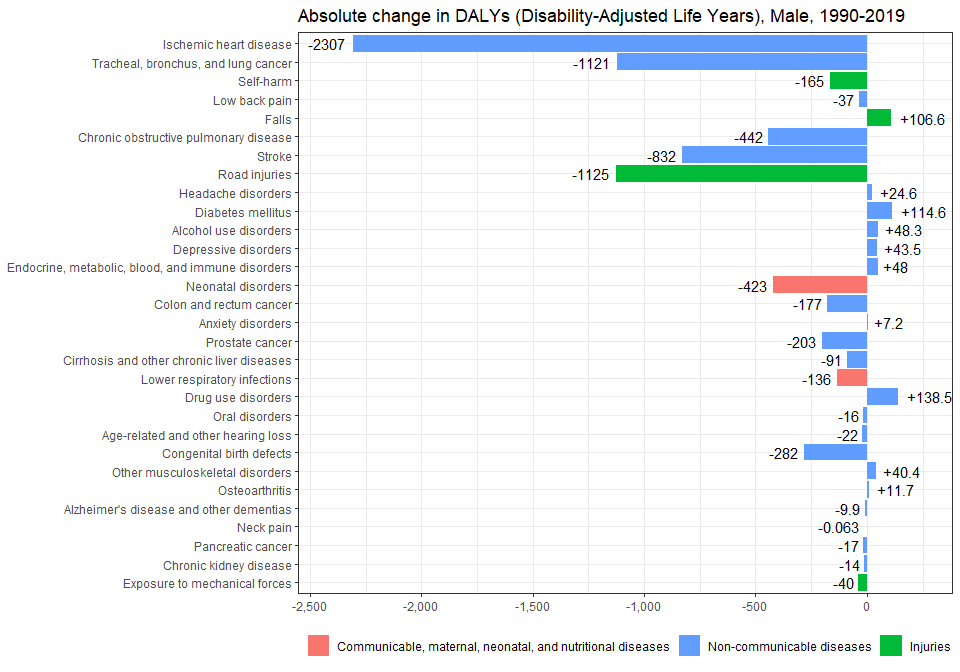 Absolute change in DALYs (Disability-Adjusted Life Years), Male, 1990-2019
Ischemic heart disease -2307
Tracheal, bronchus, and lung cancer -1121
Self-harm -165
Low back pain -37
Falls +106.6
Chronic obstructive pulmonary disease -442
Stroke -832
Road injuries -1125
Headache disorders +24.6
Diabetes mellitus +114.6
Alcohol use disorders +48.3
Depressive disorders +43.5
Endocrine, metabolic, blood, and immune disorders +48
Neonatal disorders -423
Colon and rectum cancer -177
Anxiety disorders +7.2
Prostate cancer -203
Cirrhosis and other chronic liver diseases -91
Lower respiratory infections -136
Drug use disorders +138.5
Oral disorders -16
Age-related and other hearing loss -22
Congenital birth defects -282
Other musculoskeletal disorders +40.4
Osteoarthritis +11.7
Alzheimer's disease and other dementias -9.9
Neck pain -0.063
Pancreatic cancer -17
Chronic kidney disease -14
Exposure to mechanical forces -40
-2,500 -2,000 -1,500 -1,000 -500 0
Communicable, maternal, neonatal, and nutritional diseases Non-communicable diseases Injuries